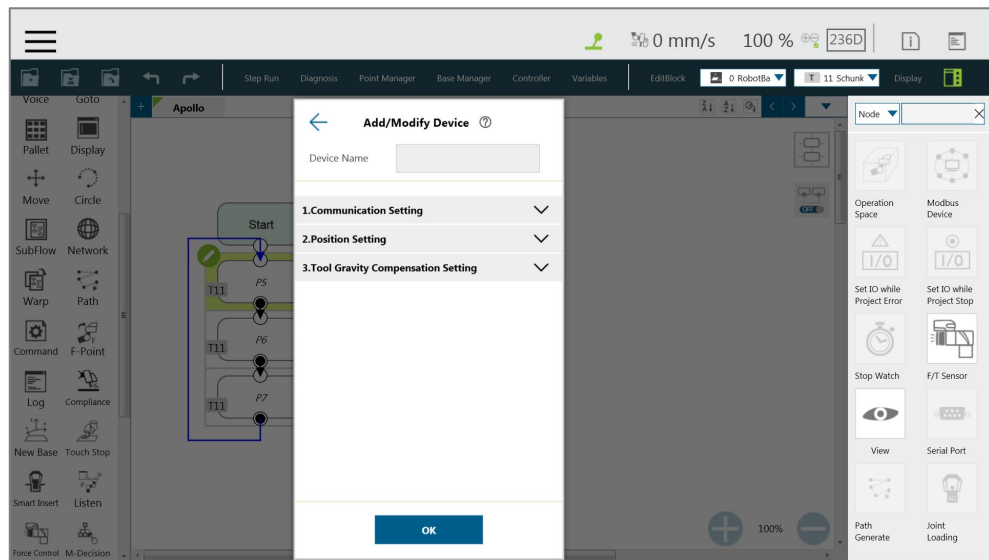 0 mm/s 100 % 236D
Step Run Diagnosis Point Manager Base Manager Controller Variables EditBlock 0 RobotBa T 11 Schunk Display
Voice Goto
Pallet Display
Move Circle
SubFlow Network
Warp Path
Command F-Point
Log Compliance
New Base Touch Stop
Smart Insert Listen
Force Control M-Decision
+ Apollo
Start
T11 P5
T11 P6
T11 P7
Add/Modify Device
Device Name
1.Communication Setting
2.Position Setting
3.Tool Gravity Compensation Setting
OK
OFF
100%
Node
Operation
Space
Modbus
Device
I/O
I/O
Set IO while
Project Error
Set IO while
Project Stop
Stop Watch
F/T Sensor
View
Serial Port
Path
Generate
Joint
Loading